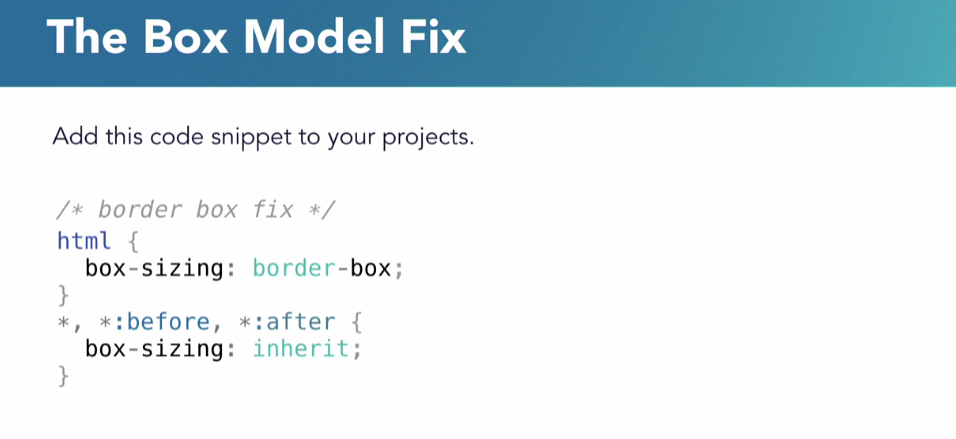 The Box Model Fix
Add this code snippet to your projects.
/* border box fix */
html {
  box-sizing: border-box;
}
*, *:before, *:after {
  box-sizing: inherit;
}